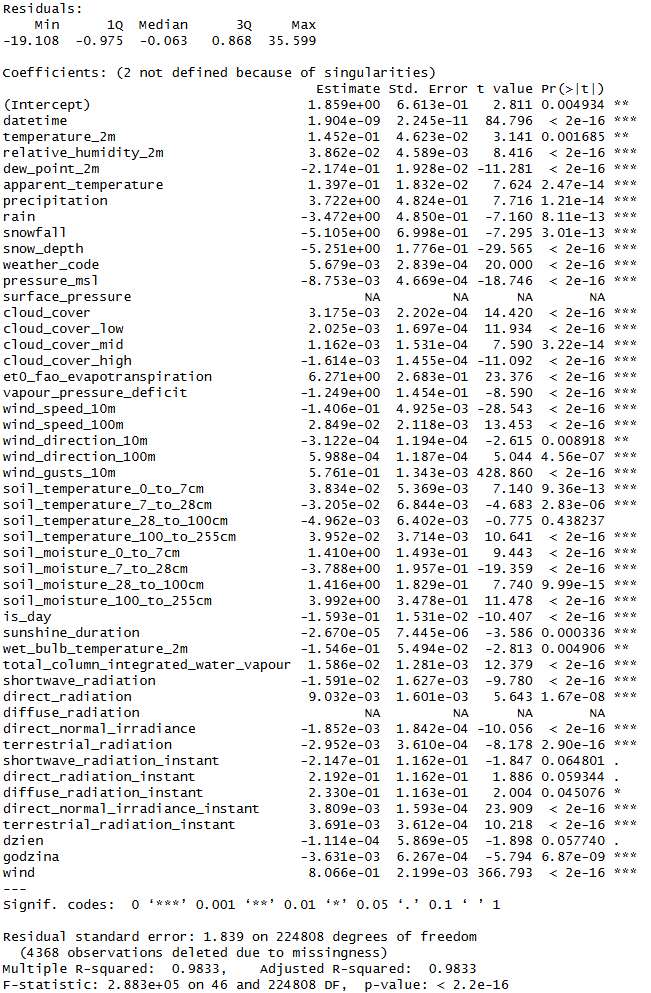 Residuals:
    Min      1Q  Median      3Q     Max
-19.108  -0.975  -0.063   0.868  35.599

Coefficients: (2 not defined because of singularities)
                                       Estimate Std. Error t value Pr(>|t|)
(Intercept)                           1.859e+00  6.613e-01   2.811 0.004934 **
datetime                              1.904e-09  2.245e-11  84.796  < 2e-16 ***
temperature_2m                        1.452e-01  4.623e-02   3.141 0.001685 **
relative_humidity_2m                  3.862e-02  4.589e-03   8.416  < 2e-16 ***
dew_point_2m                         -2.174e-01  1.928e-02 -11.281  < 2e-16 ***
apparent_temperature                  1.397e-01  1.832e-02   7.624 2.47e-14 ***
precipitation                         3.722e+00  4.824e-01   7.716 1.21e-14 ***
rain                                 -3.472e+00  4.850e-01  -7.160 8.11e-13 ***
snowfall                             -5.105e+00  6.998e-01  -7.295 3.01e-13 ***
snow_depth                           -5.251e+00  1.776e-01 -29.565  < 2e-16 ***
weather_code                          5.679e-03  2.839e-04  20.000  < 2e-16 ***
pressure_msl                         -8.753e-03  4.669e-04 -18.746  < 2e-16 ***
surface_pressure                             NA         NA      NA       NA
cloud_cover                           3.175e-03  2.202e-04  14.420  < 2e-16 ***
cloud_cover_low                       2.025e-03  1.697e-04  11.934  < 2e-16 ***
cloud_cover_mid                       1.162e-03  1.531e-04   7.590 3.22e-14 ***
cloud_cover_high                     -1.614e-03  1.455e-04 -11.092  < 2e-16 ***
et0_fao_evapotranspiration            6.271e+00  2.683e-01  23.376  < 2e-16 ***
vapour_pressure_deficit              -1.249e+00  1.454e-01  -8.590  < 2e-16 ***
wind_speed_10m                       -1.406e-01  4.925e-03 -28.543  < 2e-16 ***
wind_speed_100m                       2.849e-02  2.118e-03  13.453  < 2e-16 ***
wind_direction_10m                   -3.122e-04  1.194e-04  -2.615 0.008918 **
wind_direction_100m                   5.988e-04  1.187e-04   5.044 4.56e-07 ***
wind_gusts_10m                        5.761e-01  1.343e-03 428.860  < 2e-16 ***
soil_temperature_0_to_7cm             3.834e-02  5.369e-03   7.140 9.36e-13 ***
soil_temperature_7_to_28cm           -3.205e-02  6.844e-03  -4.683 2.83e-06 ***
soil_temperature_28_to_100cm         -4.962e-03  6.402e-03  -0.775 0.438237
soil_temperature_100_to_255cm         3.952e-02  3.714e-03  10.641  < 2e-16 ***
soil_moisture_0_to_7cm                1.410e+00  1.493e-01   9.443  < 2e-16 ***
soil_moisture_7_to_28cm              -3.788e+00  1.957e-01 -19.359  < 2e-16 ***
soil_moisture_28_to_100cm             1.416e+00  1.829e-01   7.740 9.99e-15 ***
soil_moisture_100_to_255cm            3.992e+00  3.478e-01  11.478  < 2e-16 ***
is_day                               -1.593e-01  1.531e-02 -10.407  < 2e-16 ***
sunshine_duration                    -2.670e-05  7.445e-06  -3.586 0.000336 ***
wet_bulb_temperature_2m              -1.546e-01  5.494e-02  -2.813 0.004906 **
total_column_integrated_water_vapour  1.586e-02  1.281e-03  12.379  < 2e-16 ***
shortwave_radiation                  -1.591e-02  1.627e-03  -9.780  < 2e-16 ***
direct_radiation                      9.032e-03  1.601e-03   5.643 1.67e-08 ***
diffuse_radiation                            NA         NA      NA       NA
direct_normal_irradiance             -1.852e-03  1.842e-04 -10.056  < 2e-16 ***
terrestrial_radiation                -2.952e-03  3.610e-04  -8.178 2.90e-16 ***
shortwave_radiation_instant          -2.147e-01  1.162e-01  -1.847 0.064801 .
direct_radiation_instant              2.192e-01  1.162e-01   1.886 0.059344 .
diffuse_radiation_instant             2.330e-01  1.163e-01   2.004 0.045076 *
direct_normal_irradiance_instant      3.809e-03  1.593e-04  23.909  < 2e-16 ***
terrestrial_radiation_instant         3.691e-03  3.612e-04  10.218  < 2e-16 ***
dzien                                -1.114e-04  5.869e-05  -1.898 0.057740 .
godzina                              -3.631e-03  6.267e-04  -5.794 6.87e-09 ***
wind                                  8.066e-01  2.199e-03 366.793  < 2e-16 ***
---
Signif. codes:  0 ‘***’ 0.001 ‘**’ 0.01 ‘*’ 0.05 ‘.’ 0.1 ‘ ’ 1

Residual standard error: 1.839 on 224808 degrees of freedom
  (4368 observations deleted due to missingness)
Multiple R-squared:  0.9833,    Adjusted R-squared:  0.9833
F-statistic: 2.883e+05 on 46 and 224808 DF,  p-value: < 2.2e-16